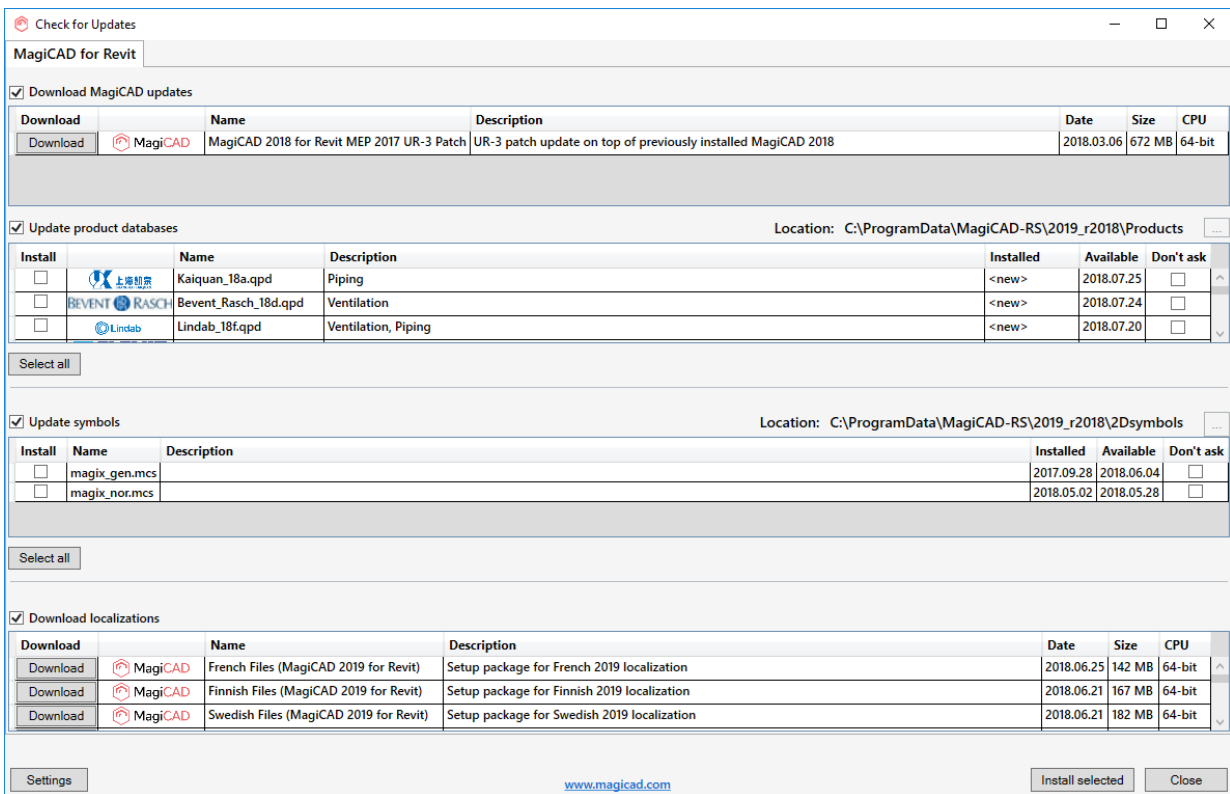 Check for Updates
MagiCAD for Revit
Download MagiCAD updates
Download Name Description Date Size CPU
Download MagiCAD MagiCAD 2018 for Revit MEP 2017 UR-3 Patch UR-3 patch update on top of previously installed MagiCAD 2018 2018.03.06 672 MB 64-bit
Update product databases Location: C:\ProgramData\MagiCAD-RS\2019_r2018\Products ...
Install Name Description Installed Available Don't ask
上海凯泉 Kaiquan_18a.qpd Piping <new> 2018.07.25
BEVENT RASCH Bevent_Rasch_18d.qpd Ventilation <new> 2018.07.24
Lindab Lindab_18f.qpd Ventilation, Piping <new> 2018.07.20
Select all
Update symbols Location: C:\ProgramData\MagiCAD-RS\2019_r2018\2Dsymbols ...
Install Name Description Installed Available Don't ask
magix_gen.mcs 2017.09.28 2018.06.04
magix_nor.mcs 2018.05.02 2018.05.28
Select all
Download localizations
Download Name Description Date Size CPU
Download MagiCAD French Files (MagiCAD 2019 for Revit) Setup package for French 2019 localization 2018.06.25 142 MB 64-bit
Download MagiCAD Finnish Files (MagiCAD 2019 for Revit) Setup package for Finnish 2019 localization 2018.06.21 167 MB 64-bit
Download MagiCAD Swedish Files (MagiCAD 2019 for Revit) Setup package for Swedish 2019 localization 2018.06.21 182 MB 64-bit
Settings www.magicad.com Install selected Close